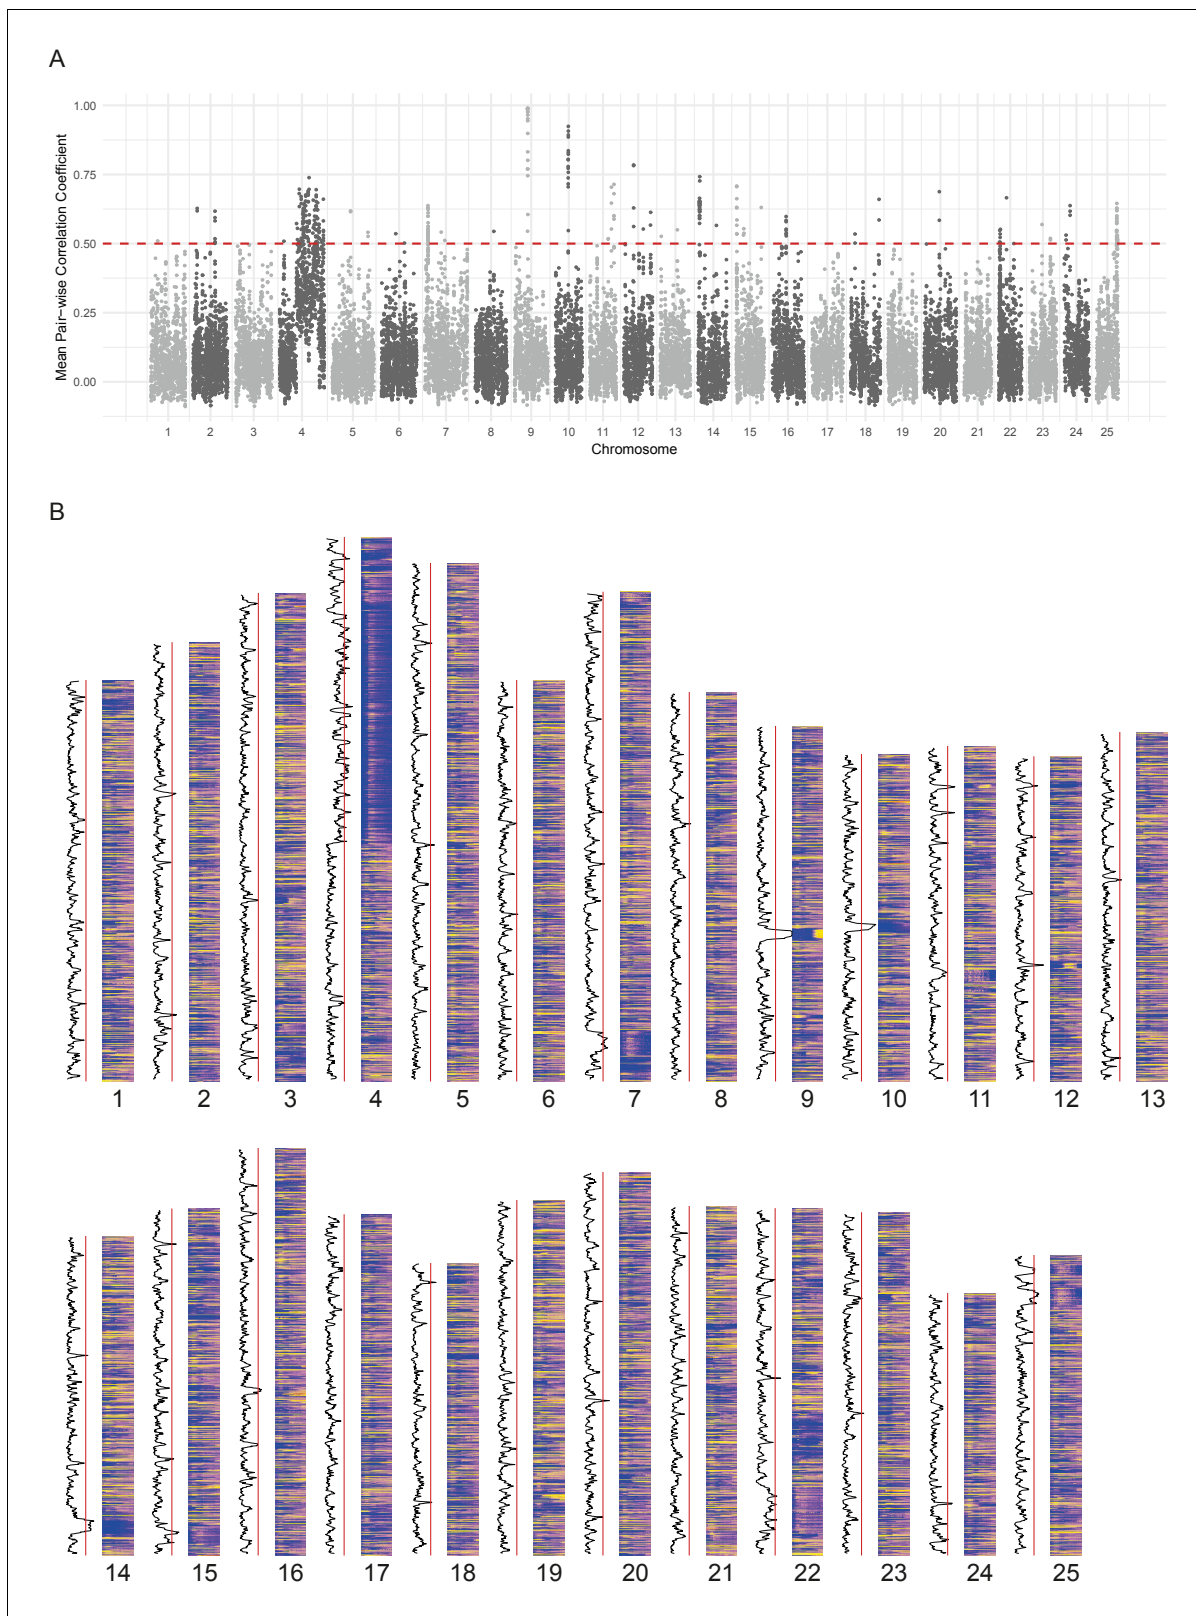 A
Mean Pair−wise Correlation Coefficient
1.00
0.75
0.50
0.25
0.00
1 2 3 4 5 6 7 8 9 10 11 12 13 14 15 16 17 18 19 20 21 22 23 24 25
Chromosome
B
1 2 3 4 5 6 7 8 9 10 11 12 13
14 15 16 17 18 19 20 21 22 23 24 25